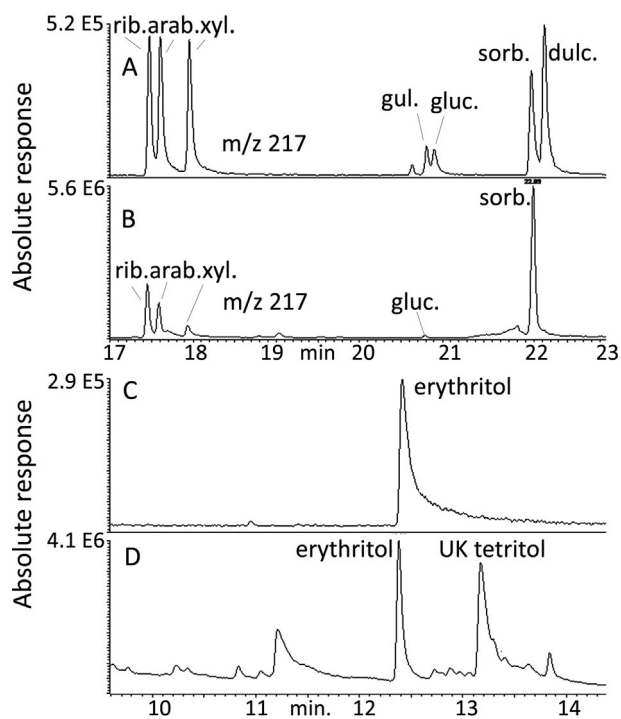 5.2 E5
rib.arab.xyl.
A
sorb. dulc.
gul. gluc.
m/z 217
Absolute response
5.6 E6
22.09
B
sorb.
rib.arab.xyl.
m/z 217
gluc.
17 18 19 min 20 21 22 23
2.9 E5
C
erythritol
Absolute response
4.1 E6
D
erythritol UK tetritol
10 11 min. 12 13 14